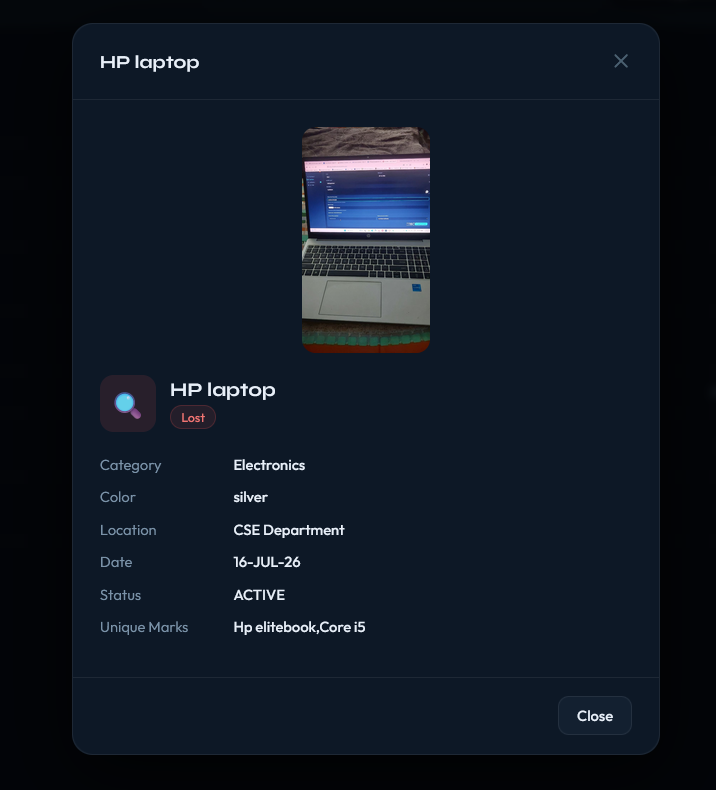 HP laptop
HP laptop
Lost
Category Electronics
Color silver
Location CSE Department
Date 16-JUL-26
Status ACTIVE
Unique Marks Hp elitebook,Core i5
Close